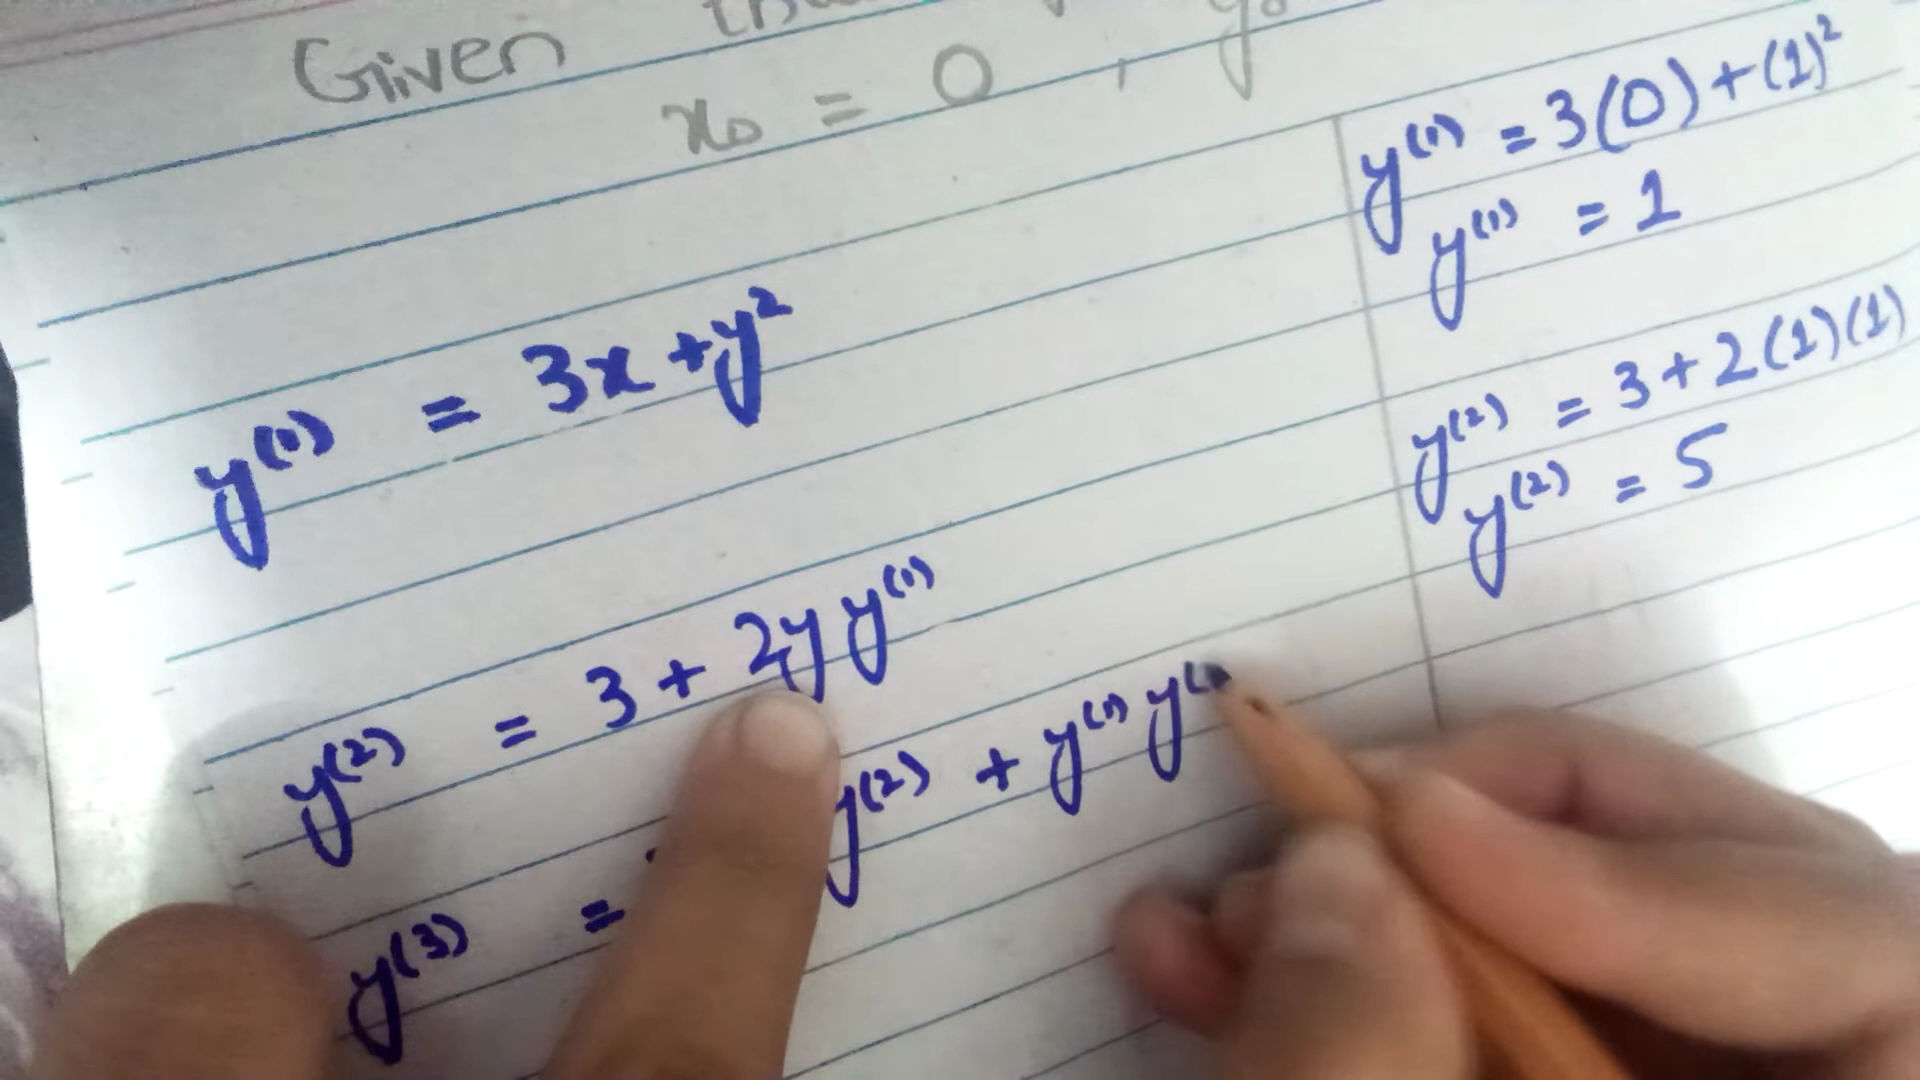 Given
x₀ = 0 , y₀
y⁽¹⁾ = 3x + y²
y⁽²⁾ = 3 + 2y y⁽¹⁾
y⁽³⁾ = y⁽²⁾ + y⁽¹⁾ y⁽
y⁽¹⁾ = 3(0) + (1)²
y⁽¹⁾ = 1
y⁽²⁾ = 3 + 2(1)(1)
y⁽²⁾ = 5